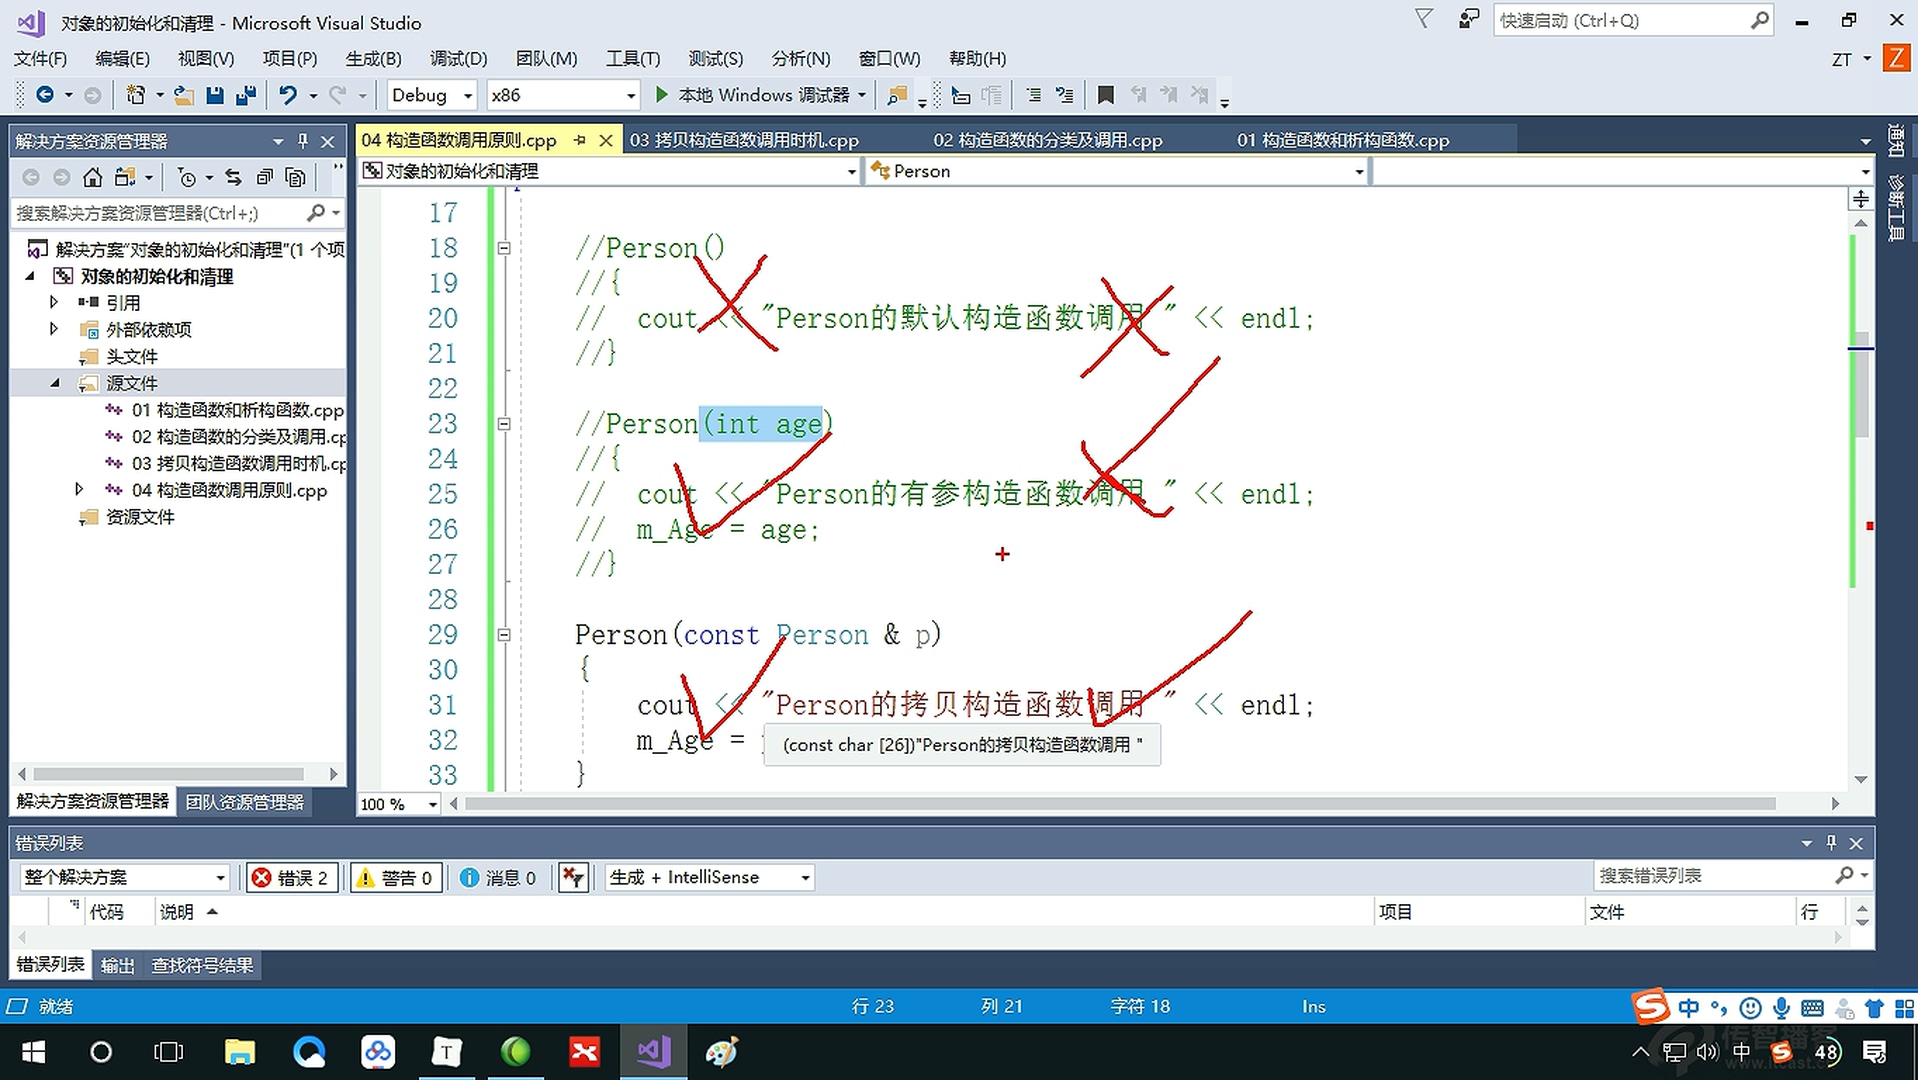 对象的初始化和清理 - Microsoft Visual Studio
快速启动 (Ctrl+Q)
文件(F) 编辑(E) 视图(V) 项目(P) 生成(B) 调试(D) 团队(M) 工具(T) 测试(S) 分析(N) 窗口(W) 帮助(H)
ZT
Debug x86 本地 Windows 调试器
解决方案资源管理器
04 构造函数调用原则.cpp 03 拷贝构造函数调用时机.cpp 02 构造函数的分类及调用.cpp 01 构造函数和析构函数.cpp
对象的初始化和清理 Person
通知
诊断工具
搜索解决方案资源管理器(Ctrl+;)
解决方案"对象的初始化和清理"(1 个项
对象的初始化和清理
引用
外部依赖项
头文件
源文件
01 构造函数和析构函数.cpp
02 构造函数的分类及调用.cp
03 拷贝构造函数调用时机.cp
04 构造函数调用原则.cpp
资源文件
17
18 //Person()
19 //{
20 // cout << "Person的默认构造函数调用 " << endl;
21 //}
22
23 //Person(int age)
24 //{
25 // cout << "Person的有参构造函数调用 " << endl;
26 // m_Age = age;
27 //}
28
29 Person(const Person & p)
30 {
31 cout << "Person的拷贝构造函数调用 " << endl;
32 m_Age =
(const char [26])"Person的拷贝构造函数调用 "
33 }
解决方案资源管理器 团队资源管理器
100 %
错误列表
整个解决方案 错误 2 警告 0 消息 0 生成 + IntelliSense 搜索错误列表
代码 说明 项目 文件 行
错误列表 输出 查找符号结果
就绪 行 23 列 21 字符 18 Ins
中
中 48
传智播客
www.itcast.c